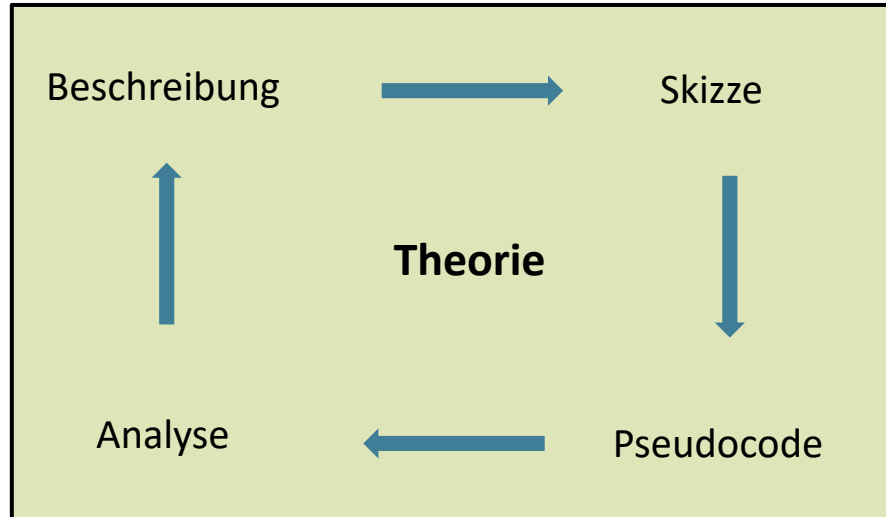 Beschreibung
Skizze
Theorie
Analyse
Pseudocode